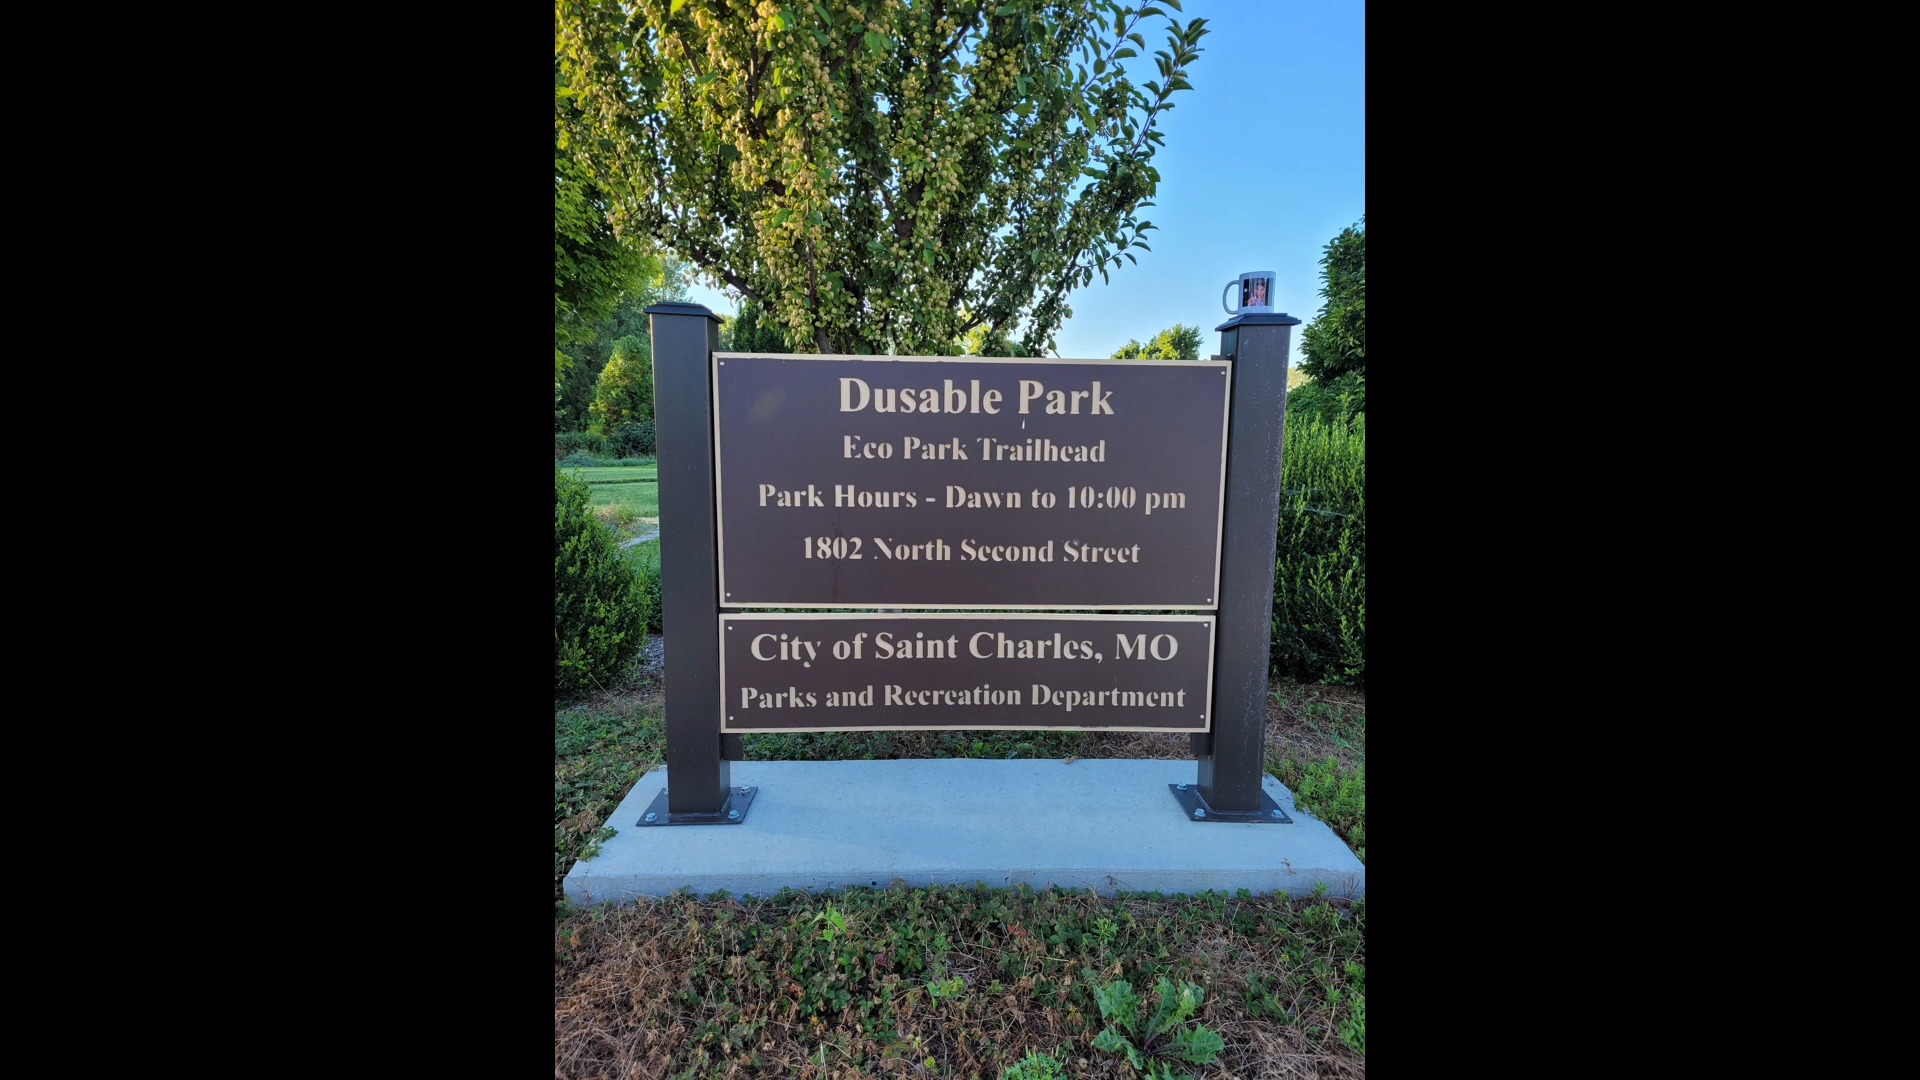 Dusable Park
Eco Park Trailhead
Park Hours - Dawn to 10:00 pm
1802 North Second Street
City of Saint Charles, MO
Parks and Recreation Department